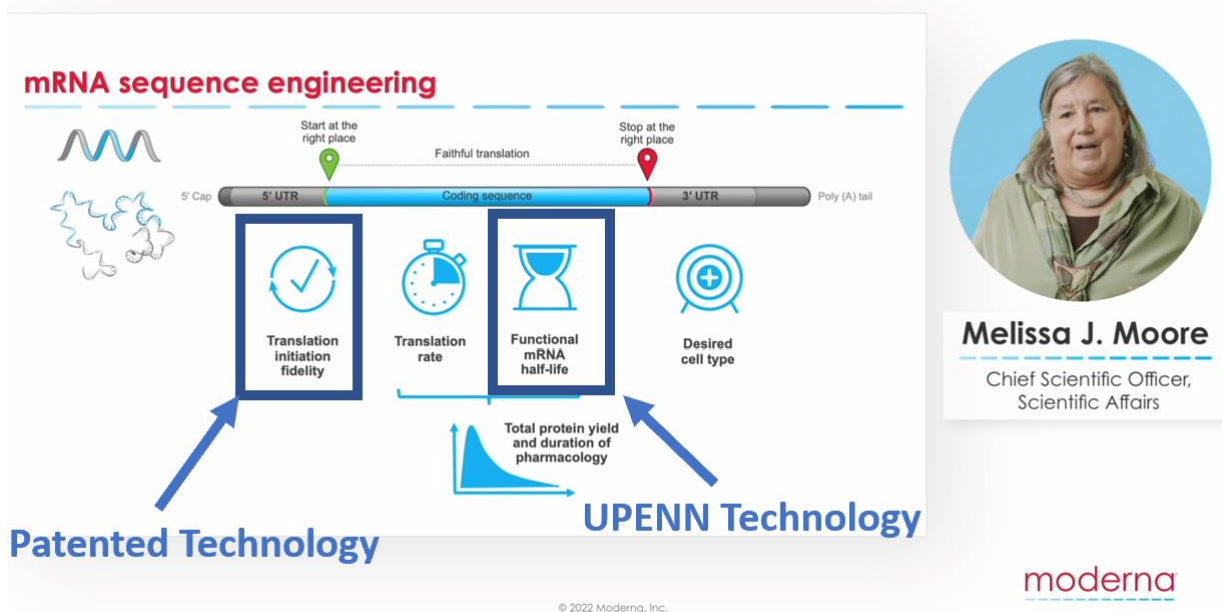 mRNA sequence engineering
Start at the
right place
Stop at the
right place
Faithful translation
5' Cap
5' UTR
Coding sequence
3' UTR
Poly (A) tail
Translation
initiation
fidelity
Translation
rate
Functional
mRNA
half-life
Desired
cell type
Total protein yield
and duration of
pharmacology
Patented Technology
UPENN Technology
Melissa J. Moore
Chief Scientific Officer,
Scientific Affairs
moderna
© 2022 Moderna, Inc.